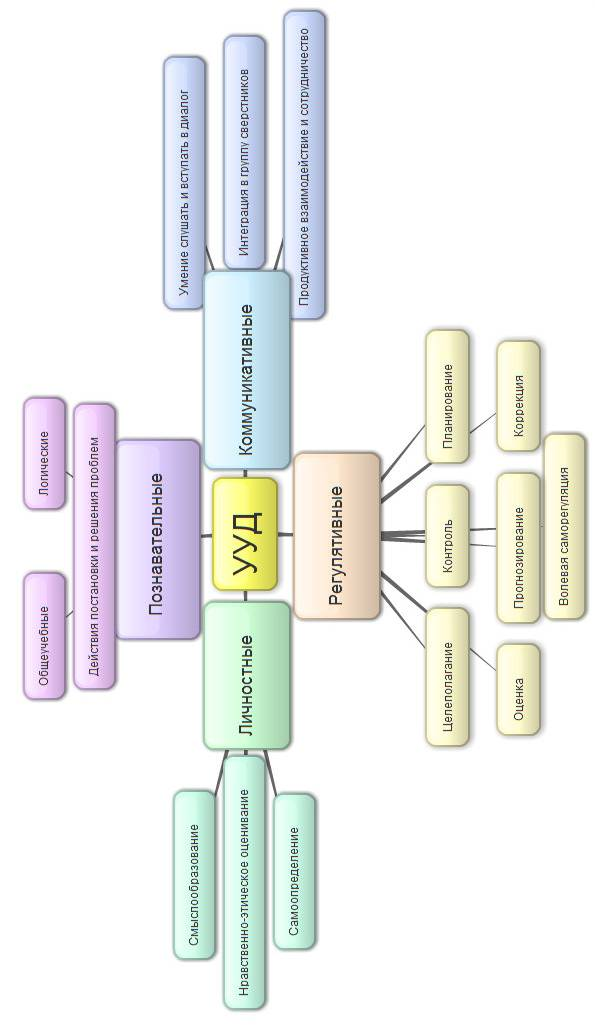 Общеучебные
Логические
Действия постановки и решения проблем
Познавательные
Смыслообразование
Нравственно-этическое оценивание
Самоопределение
Личностные
УУД
Коммуникативные
Умение слушать и вступать в диалог
Интеграция в группу сверстников
Продуктивное взаимодействие и сотрудничество
Регулятивные
Целеполагание
Контроль
Планирование
Оценка
Прогнозирование
Коррекция
Волевая саморегуляция